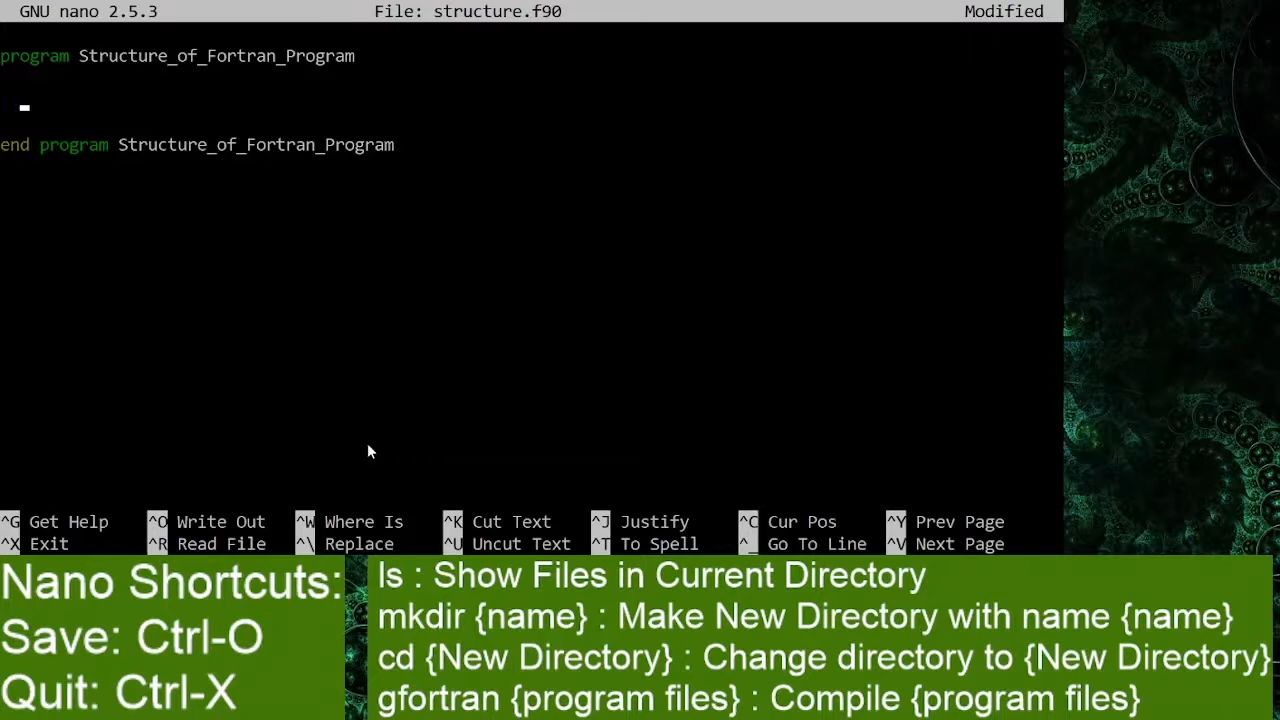 GNU nano 2.5.3 File: structure.f90 Modified
program Structure_of_Fortran_Program
end program Structure_of_Fortran_Program
^G Get Help ^O Write Out ^W Where Is ^K Cut Text ^J Justify ^C Cur Pos ^Y Prev Page
^X Exit ^R Read File ^\ Replace ^U Uncut Text ^T To Spell ^_ Go To Line ^V Next Page
Nano Shortcuts:
Save: Ctrl-O
Quit: Ctrl-X
ls : Show Files in Current Directory
mkdir {name} : Make New Directory with name {name}
cd {New Directory} : Change directory to {New Directory}
gfortran {program files} : Compile {program files}